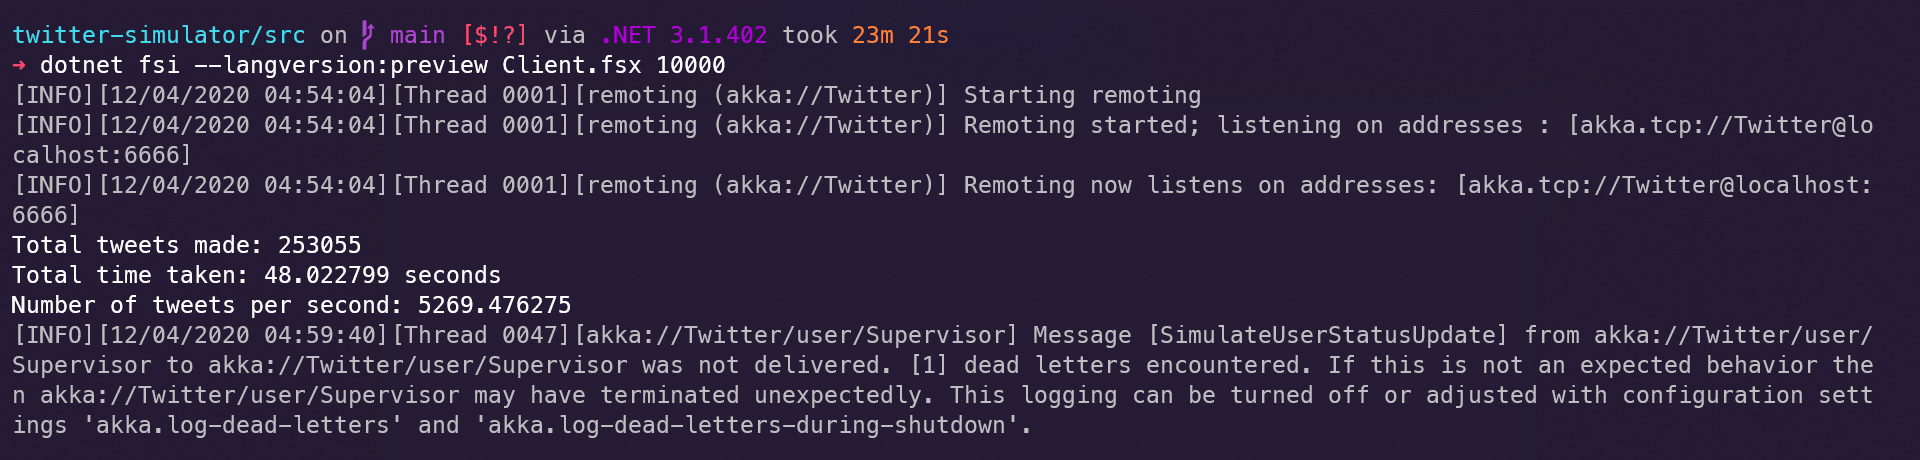 twitter-simulator/src on main [$!?] via .NET 3.1.402 took 23m 21s
➜ dotnet fsi --langversion:preview Client.fsx 10000
[INFO][12/04/2020 04:54:04][Thread 0001][remoting (akka://Twitter)] Starting remoting
[INFO][12/04/2020 04:54:04][Thread 0001][remoting (akka://Twitter)] Remoting started; listening on addresses : [akka.tcp://Twitter@lo
calhost:6666]
[INFO][12/04/2020 04:54:04][Thread 0001][remoting (akka://Twitter)] Remoting now listens on addresses: [akka.tcp://Twitter@localhost:
6666]
Total tweets made: 253055
Total time taken: 48.022799 seconds
Number of tweets per second: 5269.476275
[INFO][12/04/2020 04:59:40][Thread 0047][akka://Twitter/user/Supervisor] Message [SimulateUserStatusUpdate] from akka://Twitter/user/
Supervisor to akka://Twitter/user/Supervisor was not delivered. [1] dead letters encountered. If this is not an expected behavior the
n akka://Twitter/user/Supervisor may have terminated unexpectedly. This logging can be turned off or adjusted with configuration sett
ings 'akka.log-dead-letters' and 'akka.log-dead-letters-during-shutdown'.